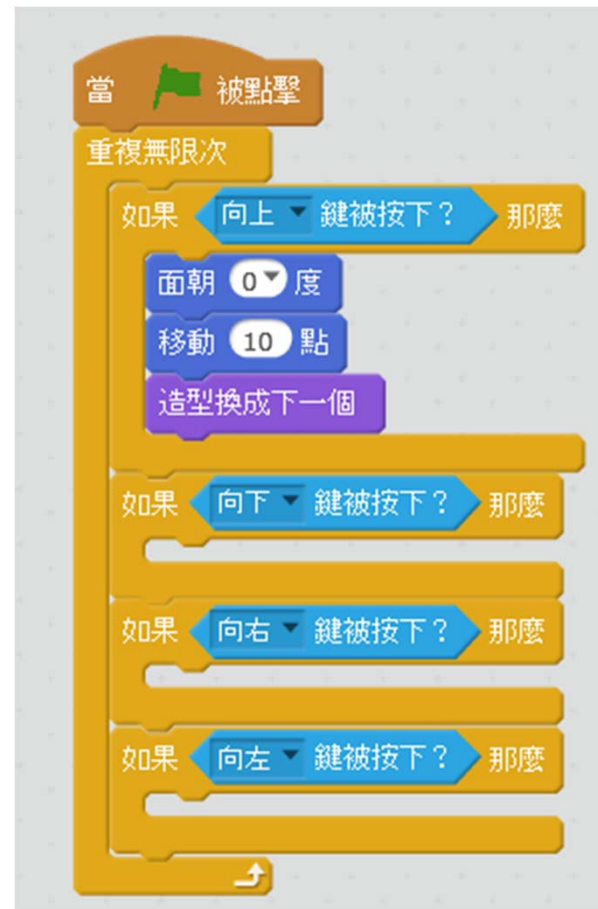 當 被點擊
重複無限次
如果 向上 鍵被按下？ 那麼
面朝 0 度
移動 10 點
造型換成下一個
如果 向下 鍵被按下？ 那麼
如果 向右 鍵被按下？ 那麼
如果 向左 鍵被按下？ 那麼